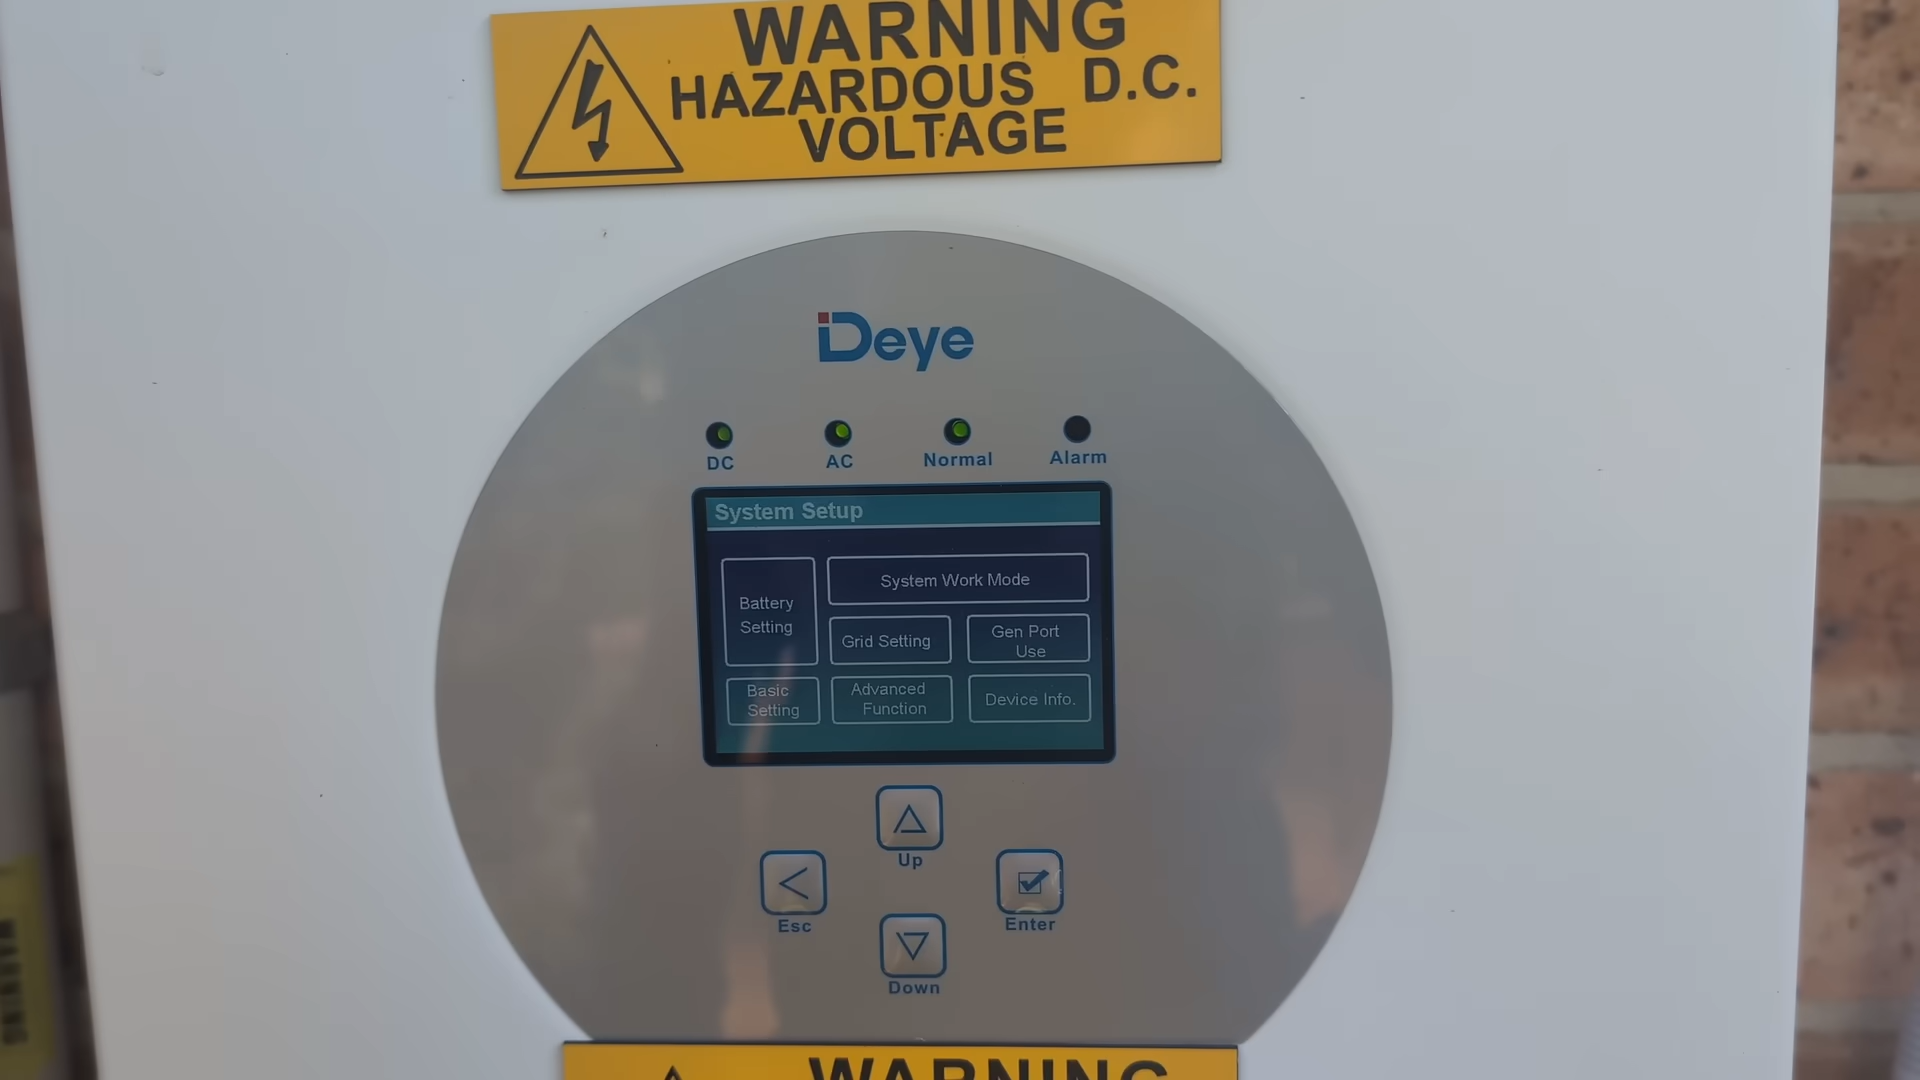 WARNING
HAZARDOUS D.C.
VOLTAGE
Deye
DC AC Normal Alarm
System Setup
Battery
Setting
System Work Mode
Grid Setting
Gen Port
Use
Basic
Setting
Advanced
Function
Device Info.
Up
Esc
Enter
Down
WARNING
WARNING